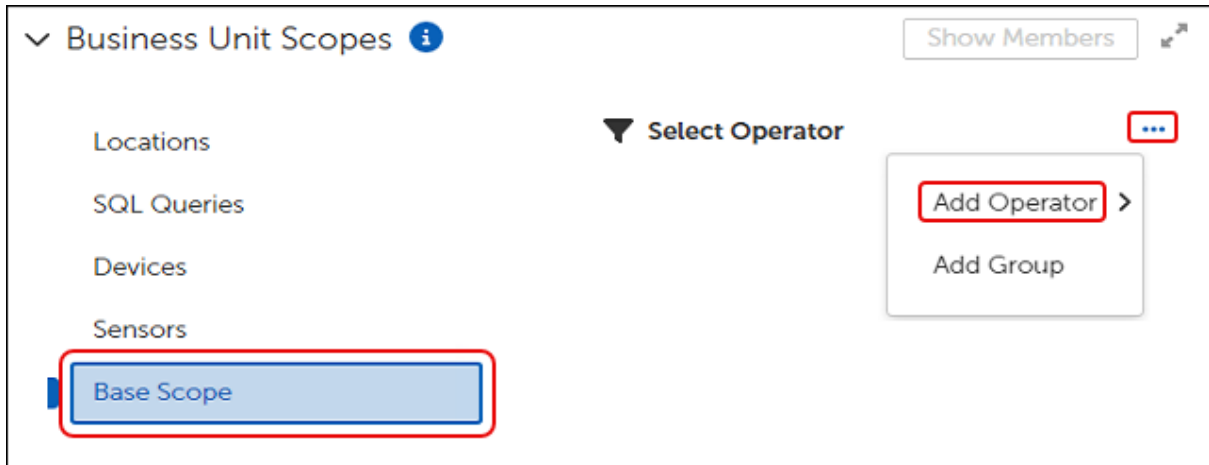 Business Unit Scopes
Show Members
Locations
SQL Queries
Devices
Sensors
Base Scope
Select Operator
...
Add Operator
Add Group